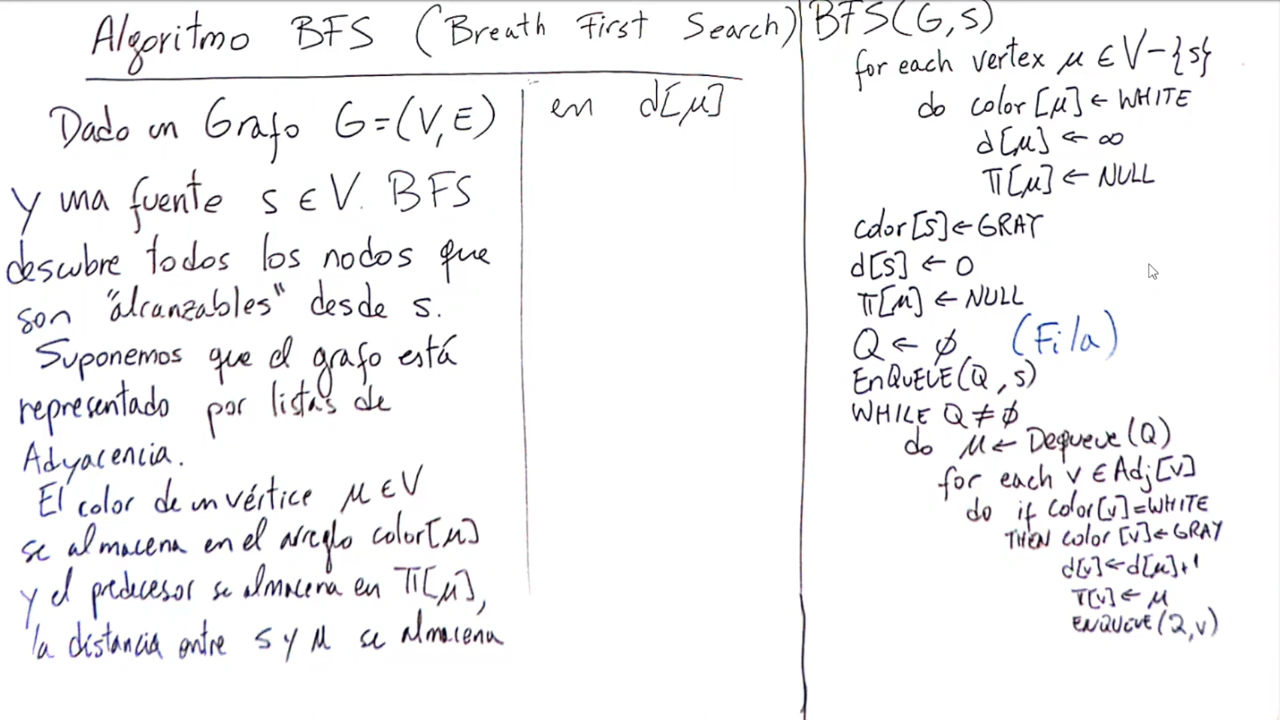 Algoritmo BFS (Breath First Search)
Dado un Grafo G=(V,E)
y una fuente s ∈ V. BFS
descubre todos los nodos que
son "alcanzables" desde s.
Suponemos que el grafo está
representado por listas de
Adyacencia.
El color de un vértice μ ∈ V
se almacena en el arreglo color[μ]
y el predecesor se almacena en π[μ],
la distancia entre s y μ se almacena
en d[μ]
BFS(G,S)
for each vertex μ ∈ V-{s}
do color[μ] ← WHITE
d[μ] ← ∞
π[μ] ← NULL
color[s] ← GRAY
d[s] ← 0
π[μ] ← NULL
Q ← ϕ (Fila)
EnQUEUE(Q,s)
WHILE Q ≠ ϕ
do μ ← Dequeue(Q)
for each v ∈ Adj[v]
do if color[v]=WHITE
THEN color[v] ← GRAY
d[v] ← d[μ]+1
π[v] ← μ
ENQUEUE(Q,v)